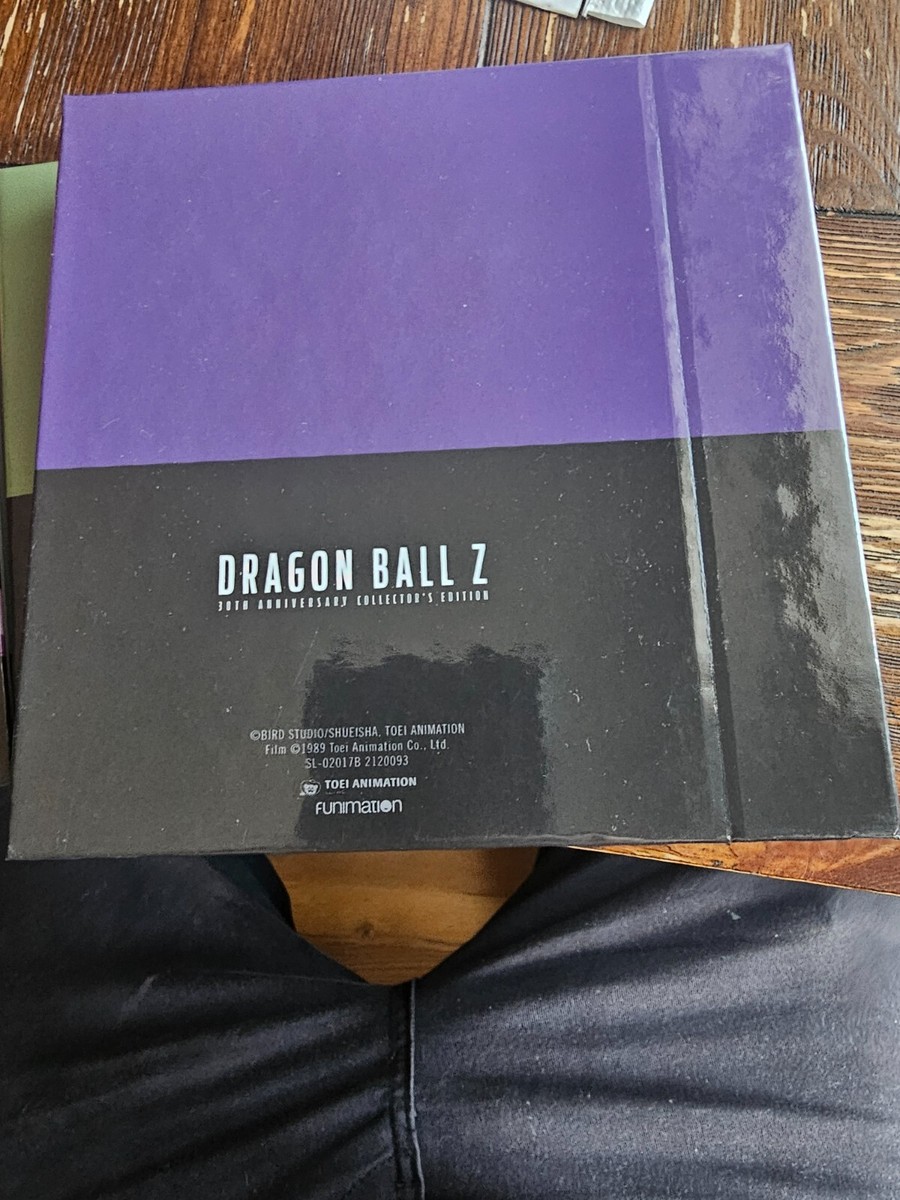 DRAGON BALL Z
30TH ANNIVERSARY COLLECTOR'S EDITION
©BIRD STUDIO/SHUEISHA, TOEI ANIMATION
Film ©1989 Toei Animation Co., Ltd.
SL-02017B 2120093
TOEI ANIMATION
FUNIMATION